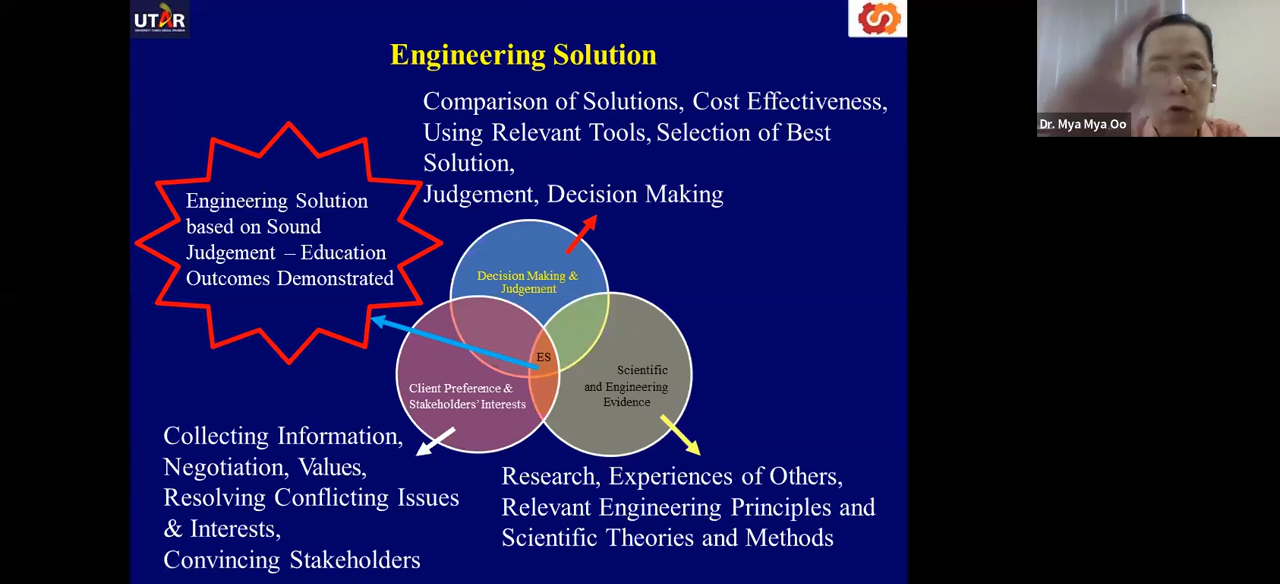 UTAR
Engineering Solution
Dr. Mya Mya Oo
Comparison of Solutions, Cost Effectiveness,
Using Relevant Tools, Selection of Best
Solution,
Judgement, Decision Making
Engineering Solution
based on Sound
Judgement – Education
Outcomes Demonstrated
Decision Making &
Judgement
ES
Client Preference &
Stakeholders' Interests
Scientific
and Engineering
Evidence
Collecting Information,
Negotiation, Values,
Resolving Conflicting Issues
& Interests,
Convincing Stakeholders
Research, Experiences of Others,
Relevant Engineering Principles and
Scientific Theories and Methods